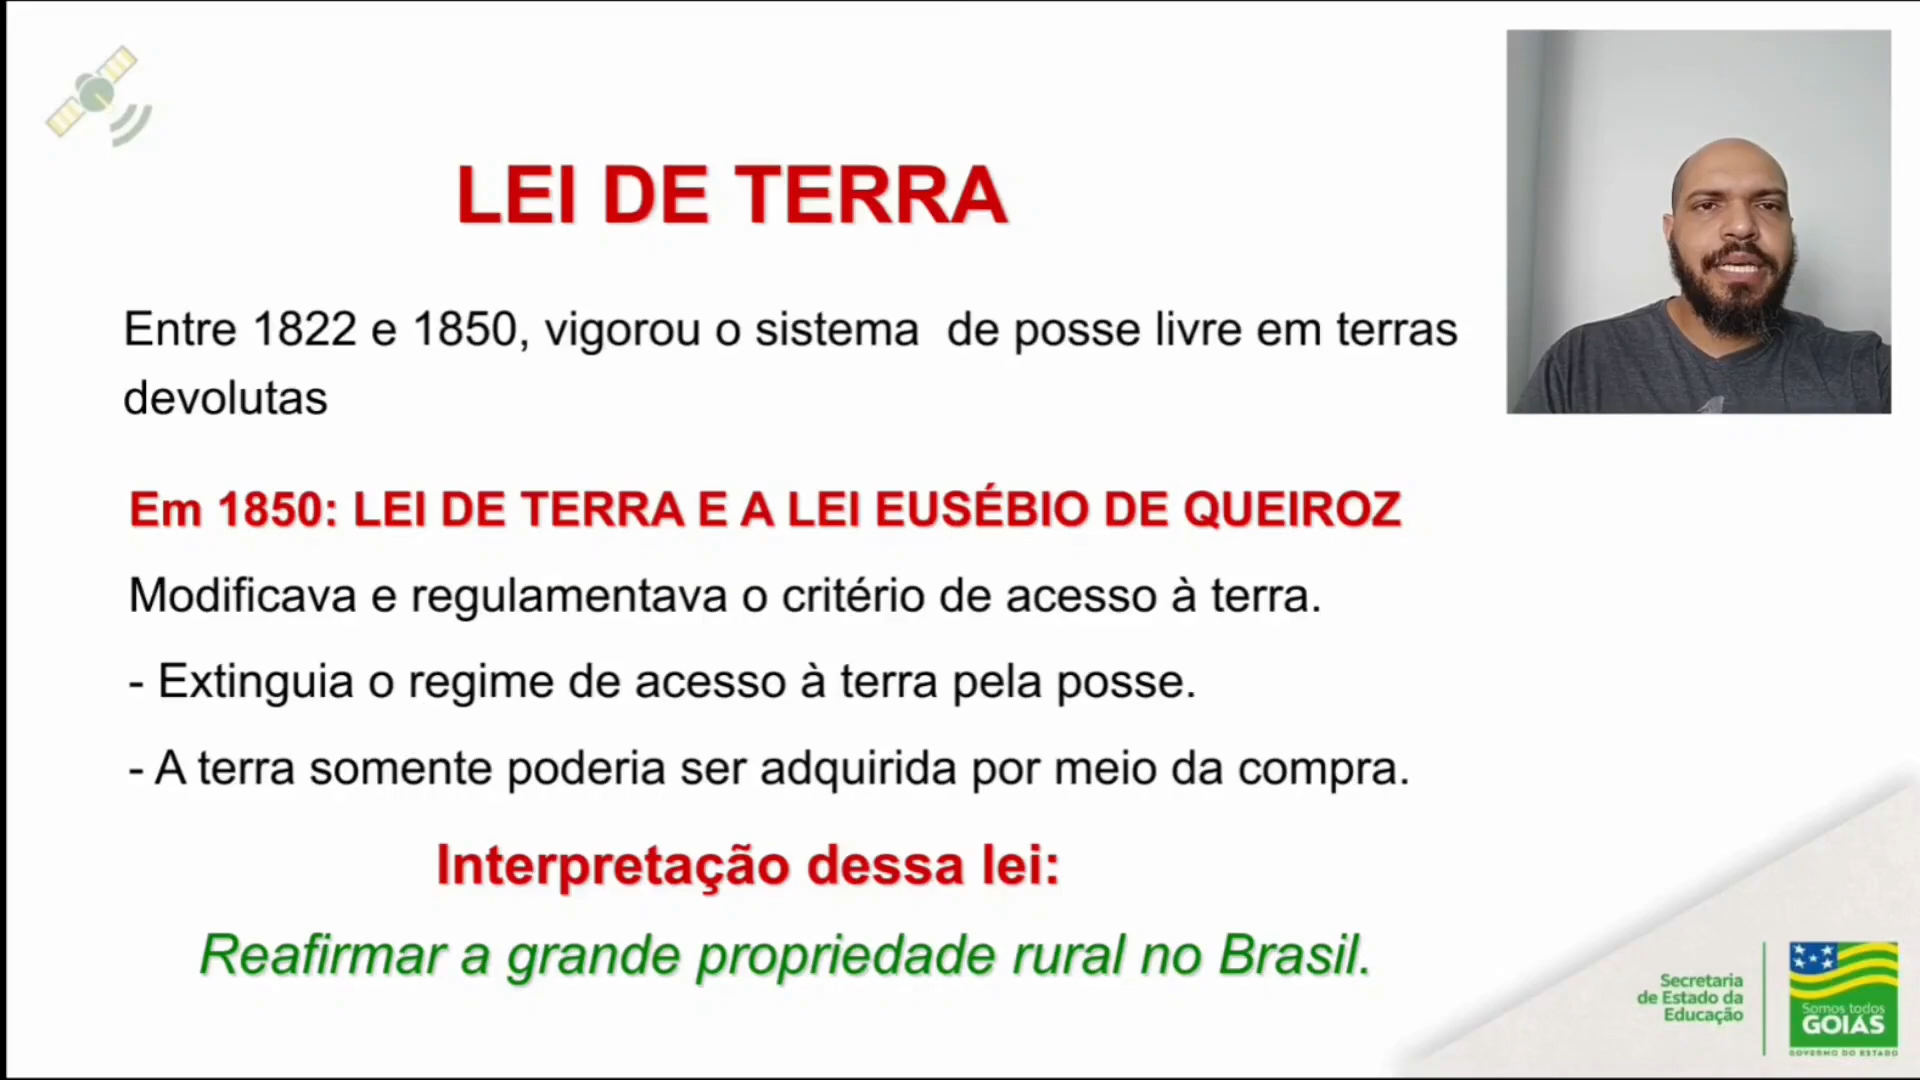 LEI DE TERRA
Entre 1822 e 1850, vigorou o sistema de posse livre em terras
devolutas
Em 1850: LEI DE TERRA E A LEI EUSÉBIO DE QUEIROZ
Modificava e regulamentava o critério de acesso à terra.
- Extinguia o regime de acesso à terra pela posse.
- A terra somente poderia ser adquirida por meio da compra.
Interpretação dessa lei:
Reafirmar a grande propriedade rural no Brasil.
Secretaria
de Estado da
Educação
Somos todos
GOIÁS
GOVERNO DO ESTADO